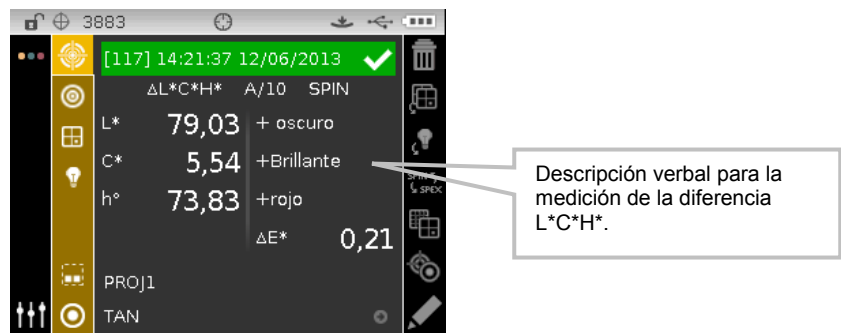 3883
[117] 14:21:37 12/06/2013
ΔL*C*H* A/10 SPIN
L* 79,03 + oscuro
C* 5,54 +Brillante
h° 73,83 +rojo
ΔE* 0,21
PROJ1
TAN
SPEX
Descripción verbal para la
medición de la diferencia
L*C*H*.